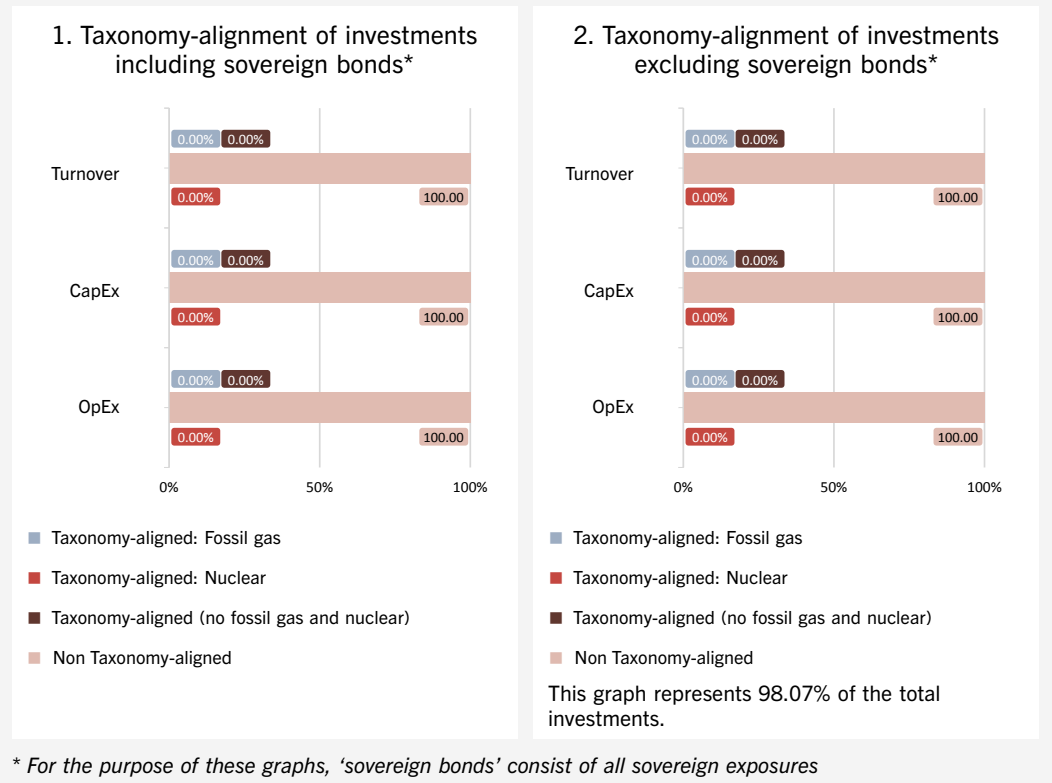 1. Taxonomy-alignment of investments
including sovereign bonds*
0.00% 0.00%
Turnover
0.00% 100.00
0.00% 0.00%
CapEx
0.00% 100.00
0.00% 0.00%
OpEx
0.00% 100.00
0% 50% 100%
Taxonomy-aligned: Fossil gas
Taxonomy-aligned: Nuclear
Taxonomy-aligned (no fossil gas and nuclear)
Non Taxonomy-aligned
2. Taxonomy-alignment of investments
excluding sovereign bonds*
0.00% 0.00%
Turnover
0.00% 100.00
0.00% 0.00%
CapEx
0.00% 100.00
0.00% 0.00%
OpEx
0.00% 100.00
0% 50% 100%
Taxonomy-aligned: Fossil gas
Taxonomy-aligned: Nuclear
Taxonomy-aligned (no fossil gas and nuclear)
Non Taxonomy-aligned
This graph represents 98.07% of the total
investments.
* For the purpose of these graphs, ‘sovereign bonds’ consist of all sovereign exposures